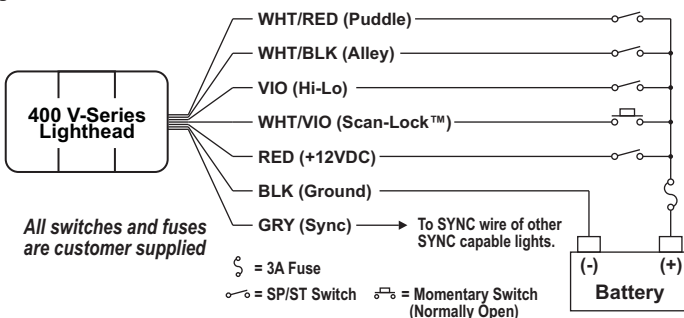 WHT/RED (Puddle)
WHT/BLK (Alley)
VIO (Hi-Lo)
400 V-Series
Lighthead
WHT/VIO (Scan-Lock™)
RED (+12VDC)
BLK (Ground)
All switches and fuses
are customer supplied
GRY (Sync)
To SYNC wire of other
SYNC capable lights.
(-) (+)
Battery
= 3A Fuse
= SP/ST Switch
= Momentary Switch
(Normally Open)